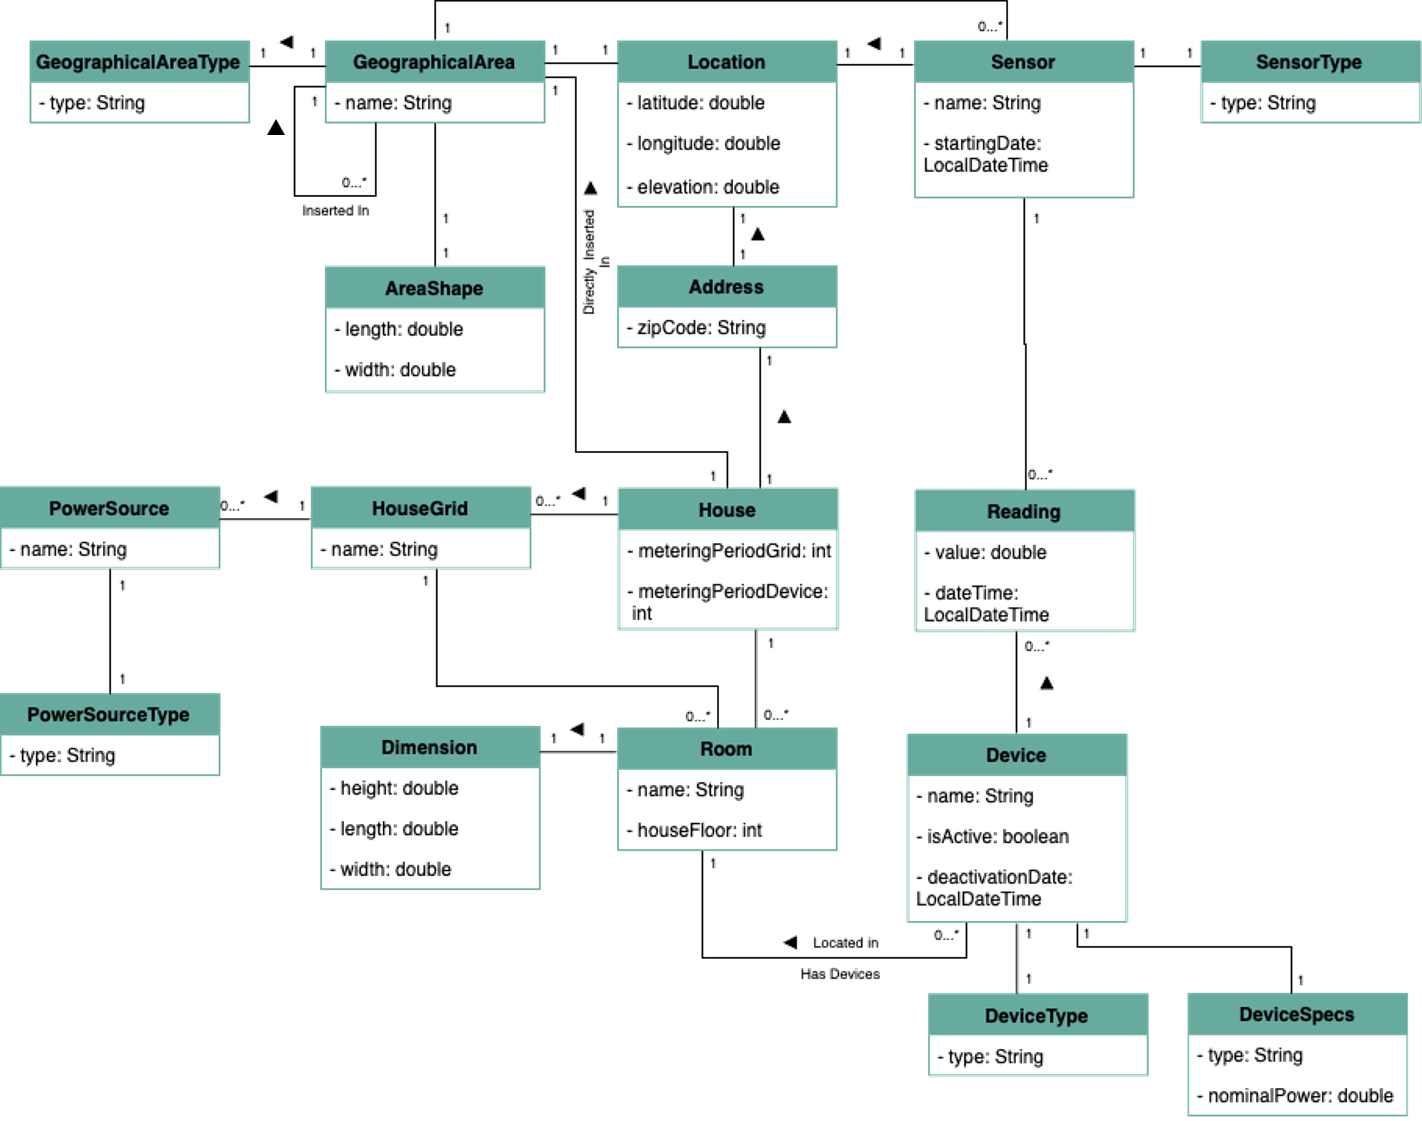 1
0...*
GeographicalAreaType
1
1
GeographicalArea
1
1
Location
1
1
Sensor
1
1
SensorType
- type: String
- name: String
1
- latitude: double
- name: String
- type: String
1
- longitude: double
- startingDate:
LocalDateTime
0...*
- elevation: double
Inserted In
1
1
1
Directly Inserted
In
1
1
AreaShape
Address
- length: double
- zipCode: String
- width: double
1
1
1
0...*
PowerSource
0...*
1
HouseGrid
0...*
1
House
Reading
- name: String
- name: String
- meteringPeriodGrid: int
- value: double
1
1
- meteringPeriodDevice:
int
- dateTime:
LocalDateTime
1
0...*
1
PowerSourceType
0...*
0...*
1
- type: String
Dimension
1
1
Room
Device
- height: double
- name: String
- name: String
- length: double
- houseFloor: int
- isActive: boolean
- width: double
1
- deactivationDate:
LocalDateTime
Located in
0...*
1
1
Has Devices
1
1
DeviceType
DeviceSpecs
- type: String
- type: String
- nominalPower: double